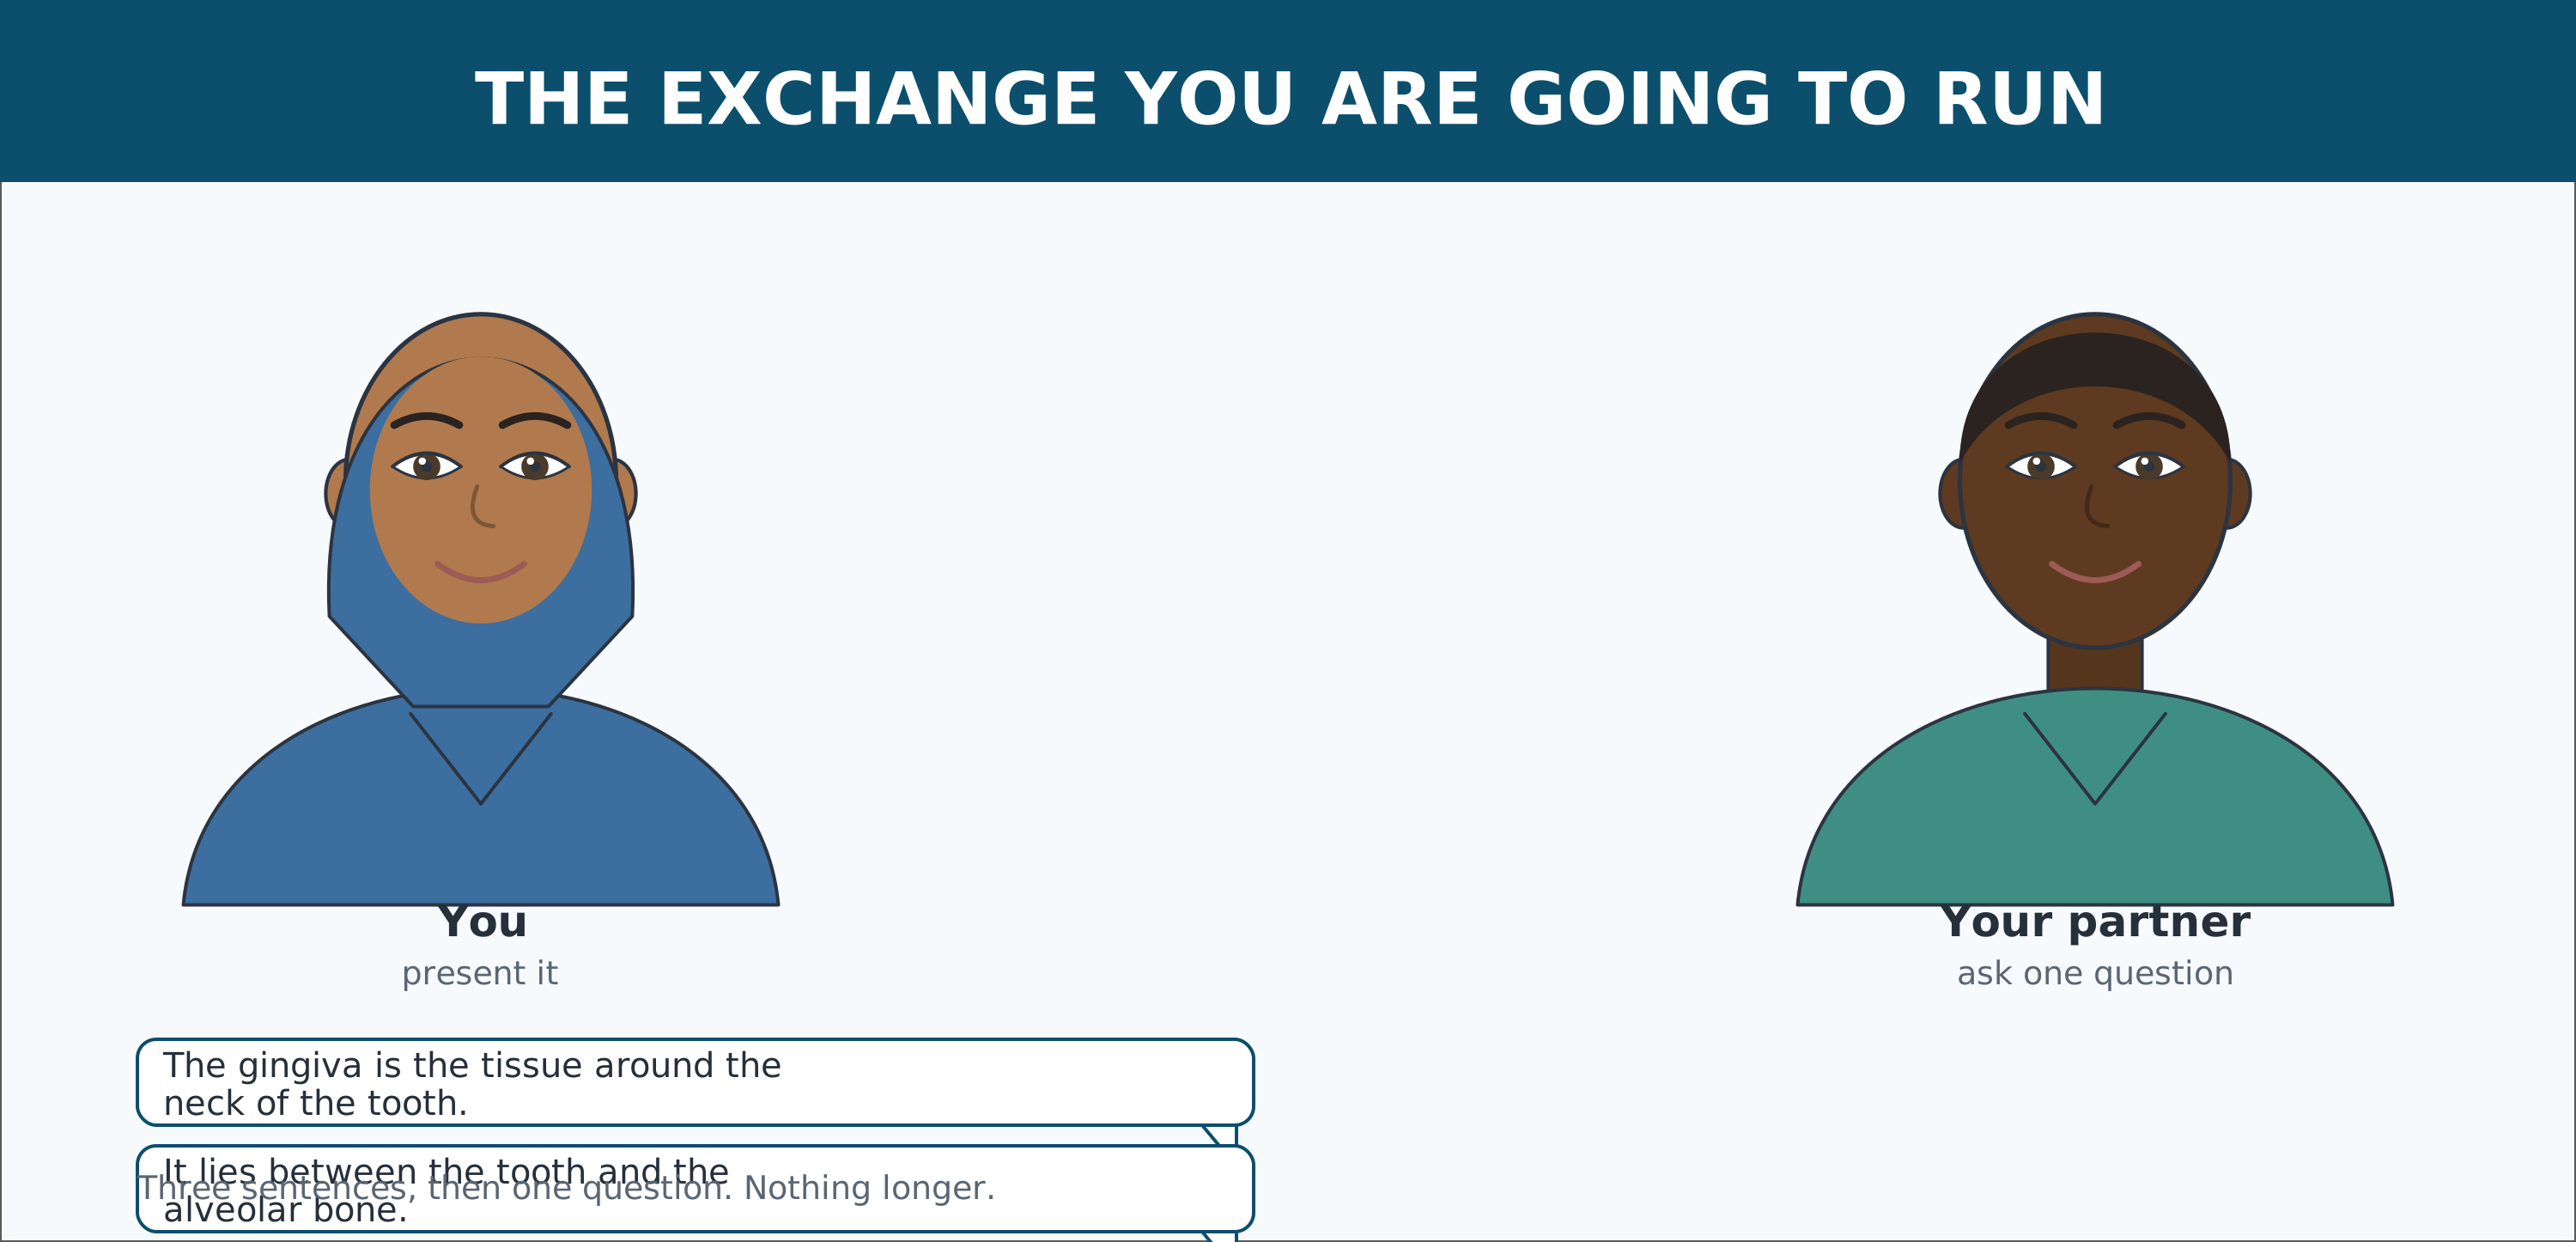 THE EXCHANGE YOU ARE GOING TO RUN
You
present it
Your partner
ask one question
The gingiva is the tissue around the
neck of the tooth.
It lies between the tooth and the
Three sentences, then one question. Nothing longer.
alveolar bone.